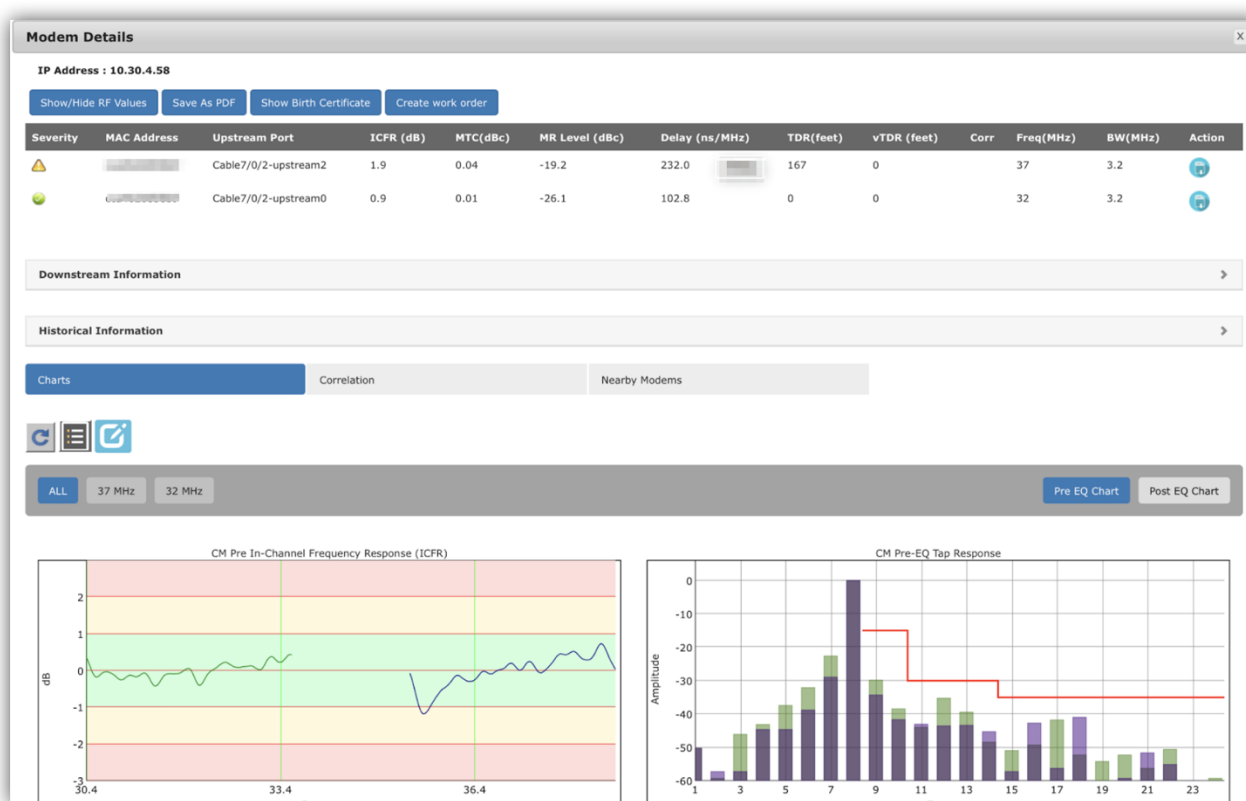 Modem Details
X
IP Address : 10.30.4.58
Show/Hide RF Values Save As PDF Show Birth Certificate Create work order
Severity MAC Address Upstream Port ICFR (dB) MTC(dBc) MR Level (dBc) Delay (ns/MHz) TDR(feet) vTDR (feet) Corr Freq(MHz) BW(MHz) Action
Cable7/0/2-upstream2 1.9 0.04 -19.2 232.0 167 0 37 3.2
Cable7/0/2-upstream0 0.9 0.01 -26.1 102.8 0 0 32 3.2
Downstream Information
Historical Information
Charts Correlation Nearby Modems
ALL 37 MHz 32 MHz Pre EQ Chart Post EQ Chart
CM Pre In-Channel Frequency Response (ICFR)
dB
2
1
0
-1
-2
-3
30.4 33.4 36.4
CM Pre-EQ Tap Response
Amplitude
0
-10
-20
-30
-40
-50
-60
1 3 5 7 9 11 13 15 17 19 21 23